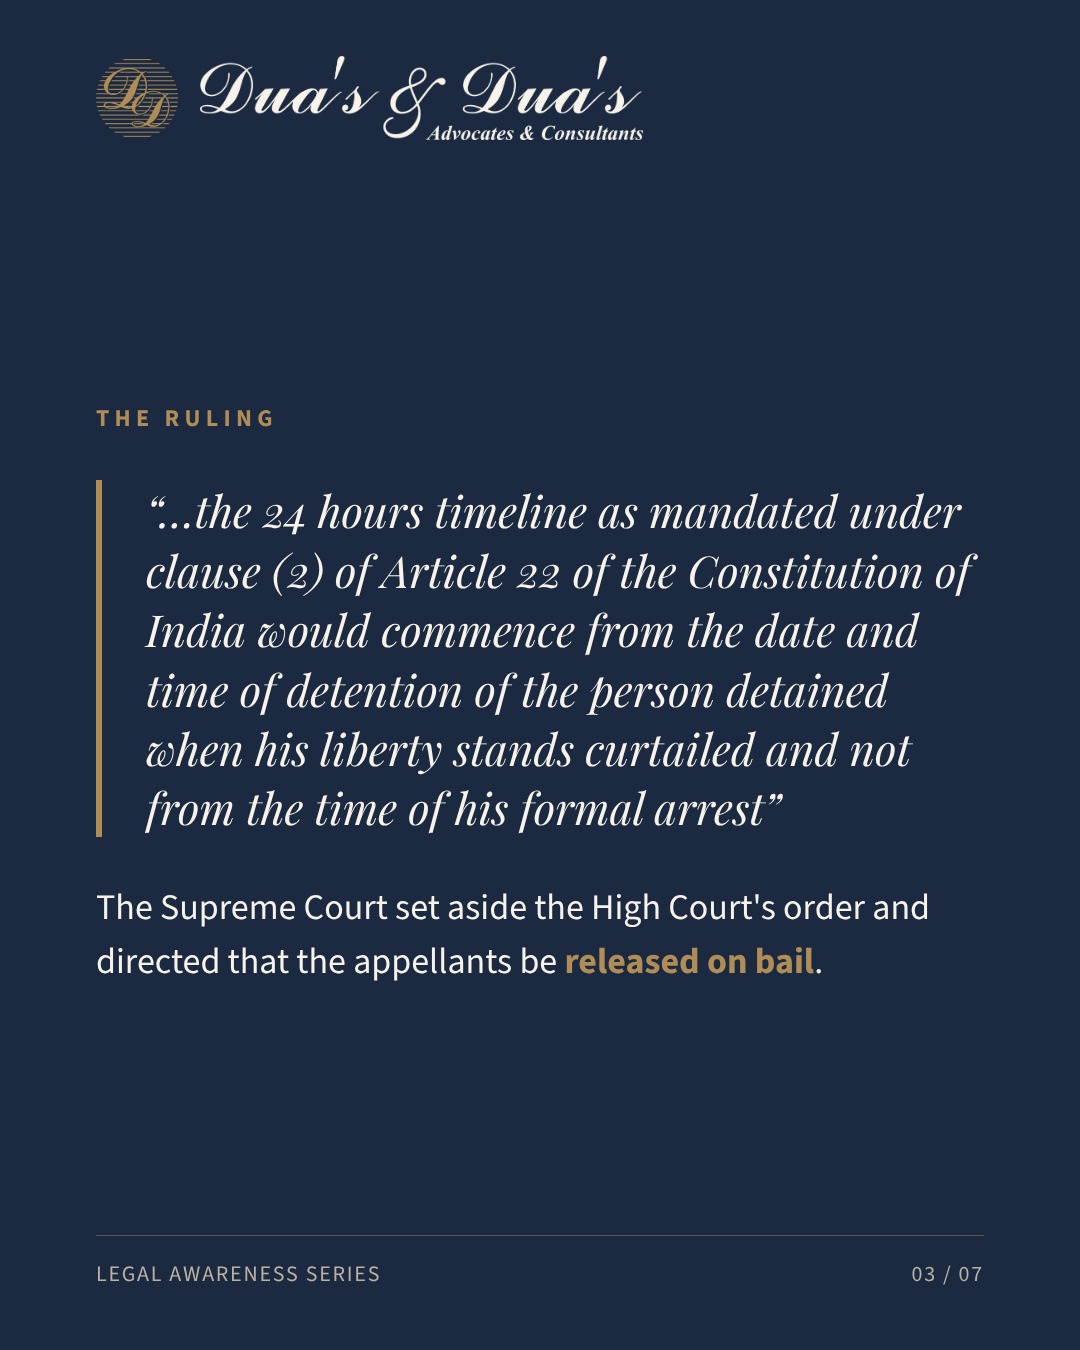 DD
Dua's & Dua's
Advocates & Consultants
THE RULING
“...the 24 hours timeline as mandated under
clause (2) of Article 22 of the Constitution of
India would commence from the date and
time of detention of the person detained
when his liberty stands curtailed and not
from the time of his formal arrest”
The Supreme Court set aside the High Court's order and
directed that the appellants be released on bail.
LEGAL AWARENESS SERIES
03 / 07